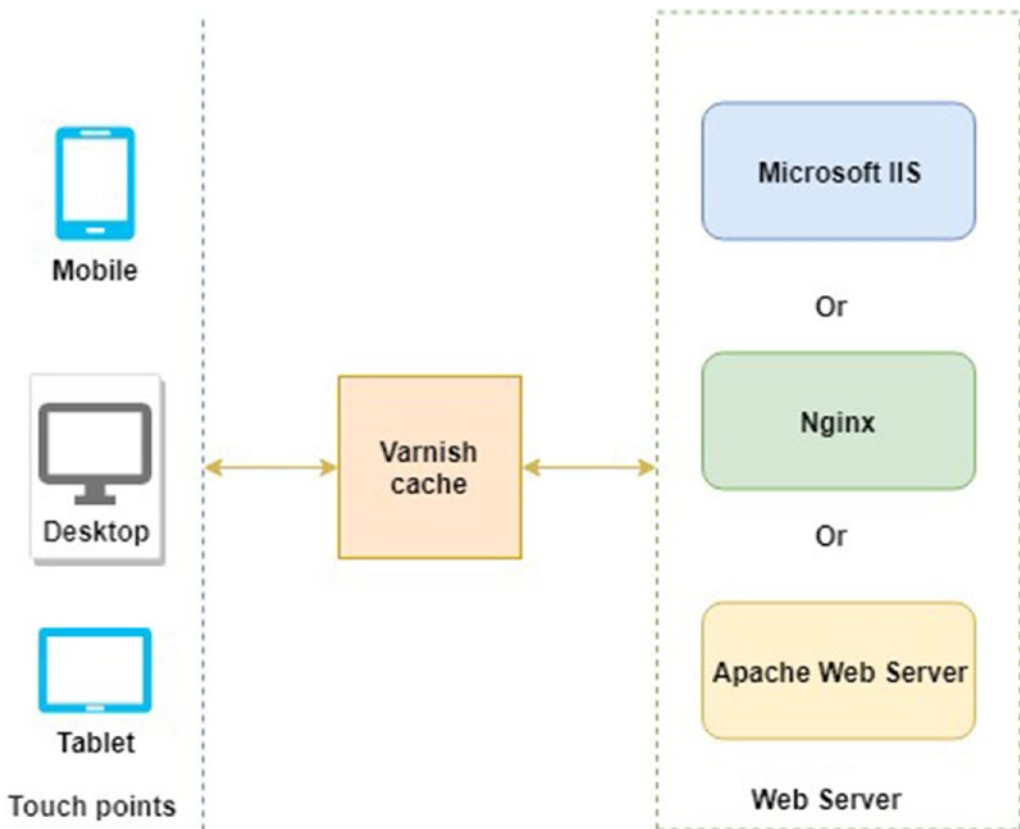 Mobile
Desktop
Tablet
Touch points
Varnish
cache
Microsoft IIS
Or
Nginx
Or
Apache Web Server
Web Server